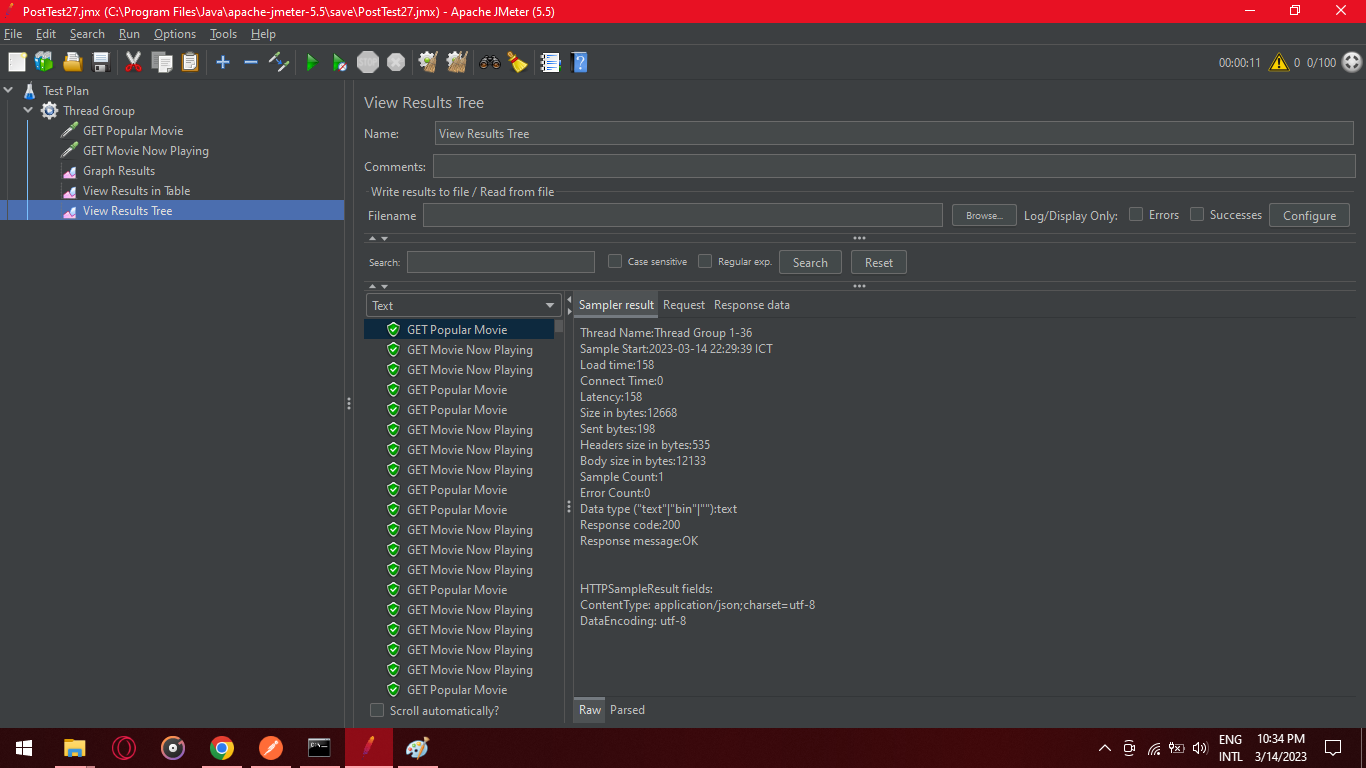 PostTest27.jmx (C:\Program Files\Java\apache-jmeter-5.5\save\PostTest27.jmx) - Apache JMeter (5.5)
File Edit Search Run Options Tools Help
STOP
00:00:11 0 0/100
Test Plan
Thread Group
GET Popular Movie
GET Movie Now Playing
Graph Results
View Results in Table
View Results Tree
View Results Tree
Name: View Results Tree
Comments:
Write results to file / Read from file
Filename Browse... Log/Display Only: Errors Successes Configure
Search: Case sensitive Regular exp. Search Reset
Text
GET Popular Movie
GET Movie Now Playing
GET Movie Now Playing
GET Popular Movie
GET Popular Movie
GET Movie Now Playing
GET Movie Now Playing
GET Movie Now Playing
GET Popular Movie
GET Popular Movie
GET Movie Now Playing
GET Movie Now Playing
GET Movie Now Playing
GET Popular Movie
GET Movie Now Playing
GET Movie Now Playing
GET Movie Now Playing
GET Movie Now Playing
GET Popular Movie
Scroll automatically?
Sampler result Request Response data
Thread Name:Thread Group 1-36
Sample Start:2023-03-14 22:29:39 ICT
Load time:158
Connect Time:0
Latency:158
Size in bytes:12668
Sent bytes:198
Headers size in bytes:535
Body size in bytes:12133
Sample Count:1
Error Count:0
Data type ("text"|"bin"|""):text
Response code:200
Response message:OK
HTTPSampleResult fields:
ContentType: application/json;charset=utf-8
DataEncoding: utf-8
Raw Parsed
ENG
INTL
10:34 PM
3/14/2023